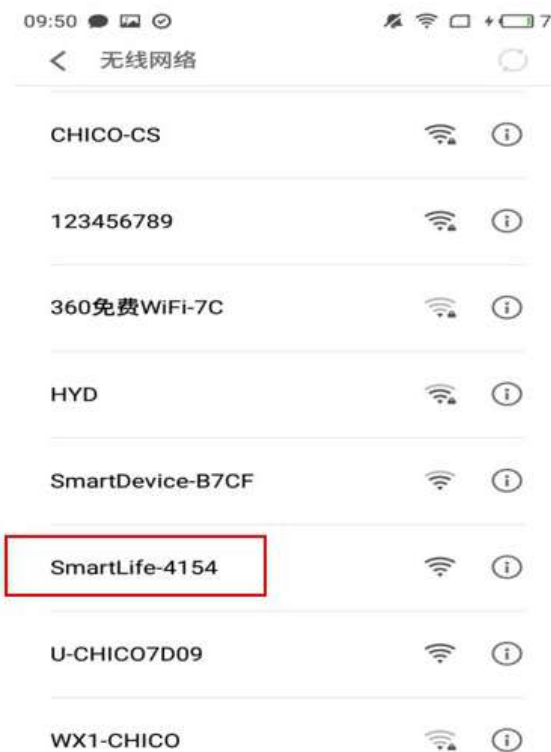 09:50 7
无线网络
CHICO-CS
123456789
360免费WiFi-7C
HYD
SmartDevice-B7CF
SmartLife-4154
U-CHICO7D09
WX1-CHICO